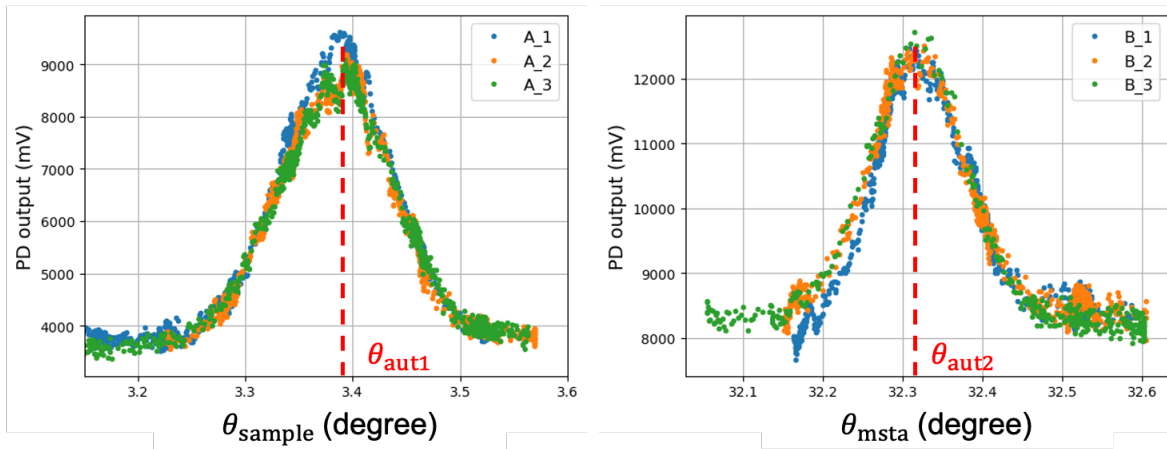 A_1
A_2
A_3
9000
8000
7000
6000
5000
4000
PD output (mV)
3.2
3.3
3.4
3.5
3.6
θaut1
θsample (degree)
B_1
B_2
B_3
12000
11000
10000
9000
8000
PD output (mV)
32.1
32.2
32.3
32.4
32.5
32.6
θaut2
θmsta (degree)